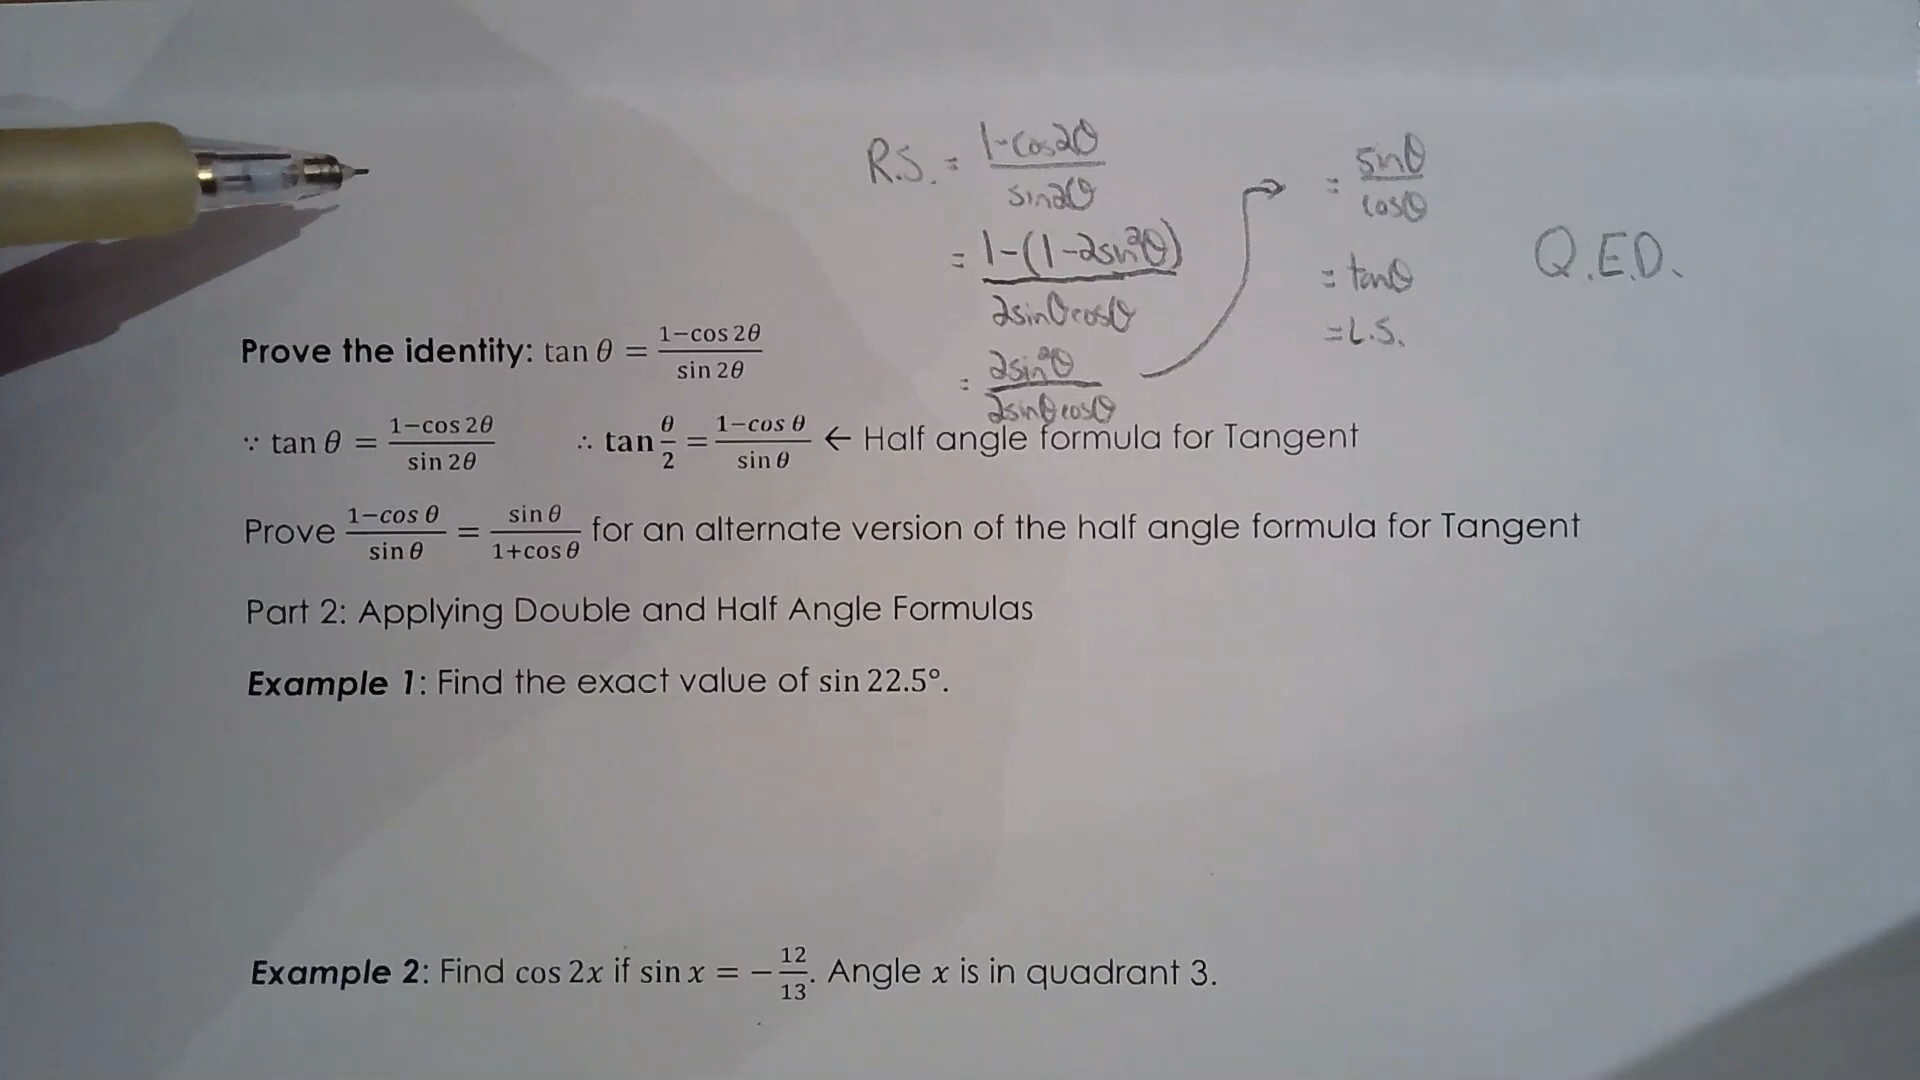 R.S. = 1-cos2θ / sin2θ
= 1-(1-2sin²θ) / 2sinθcosθ
= 2sin²θ / 2sinθcosθ
= sinθ / cosθ
= tanθ
= L.S.
Q.E.D.
Prove the identity: tan θ = 1−cos 2θ / sin 2θ
∵ tan θ = 1−cos 2θ / sin 2θ ∴ tan θ/2 = 1−cos θ / sin θ ← Half angle formula for Tangent
Prove 1−cos θ / sin θ = sin θ / 1+cos θ for an alternate version of the half angle formula for Tangent
Part 2: Applying Double and Half Angle Formulas
Example 1: Find the exact value of sin 22.5°.
Example 2: Find cos 2x if sin x = −12/13. Angle x is in quadrant 3.